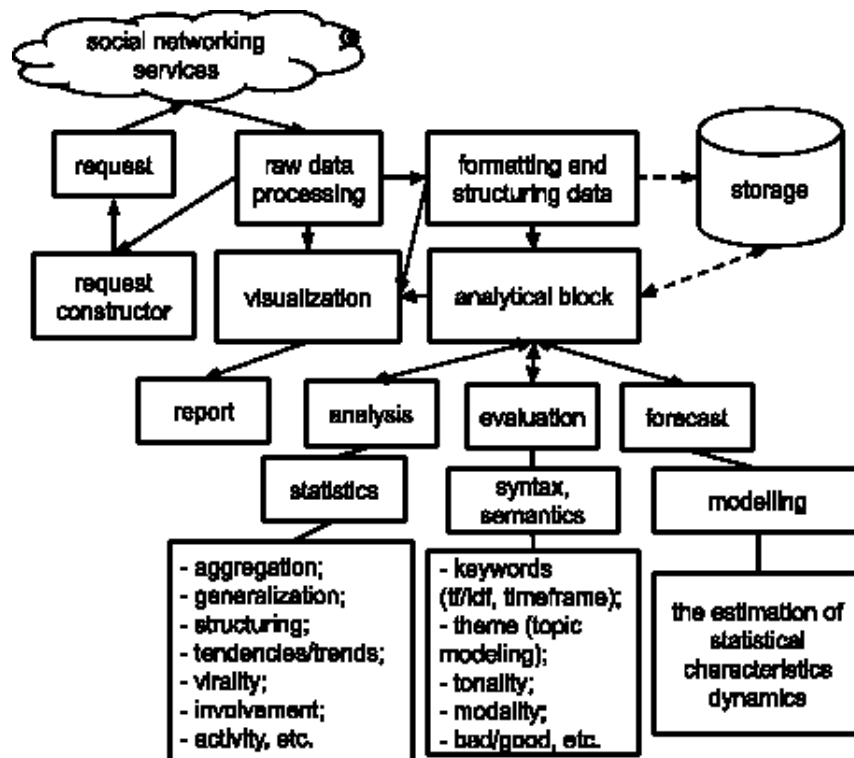 social networking
services
request
raw data
processing
formetting and
structuring data
storage
request
constructor
visualization
analytical block
report
analysis
evaluation
forecast
statistics
syntax,
semantics
modelling
- aggregation;
- generalization;
- structuring;
- tendencies/trends;
- virality;
- involvement;
- activity, etc.
- keywords
(tf/idf, timeframe);
- theme (topic
modeling);
- tonality;
- modality;
- bad/good, etc.
the estimation of
statistical
characteristics
dynamics